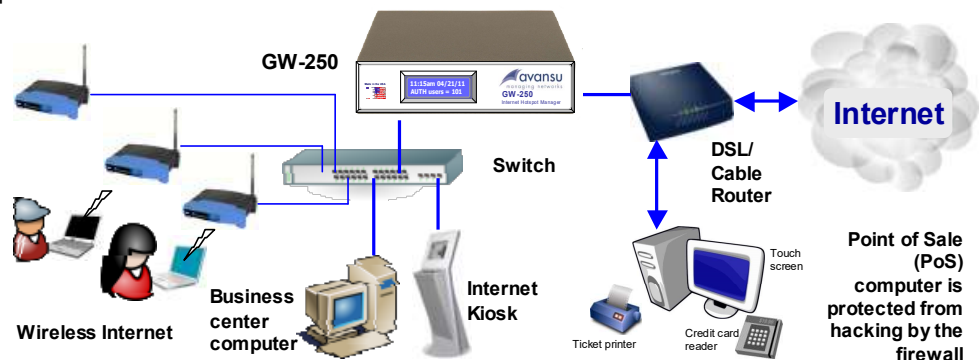 GW-250
11:15am 04/21/11
AUTH users = 101
avansu
managing networks
GW-250
Internet Hotspot Manager
Internet
DSL/
Cable
Router
Switch
Wireless Internet
Business
center
computer
Internet
Kiosk
Touch
screen
Ticket printer
Credit card
reader
Point of Sale
(PoS)
computer is
protected from
hacking by the
firewall